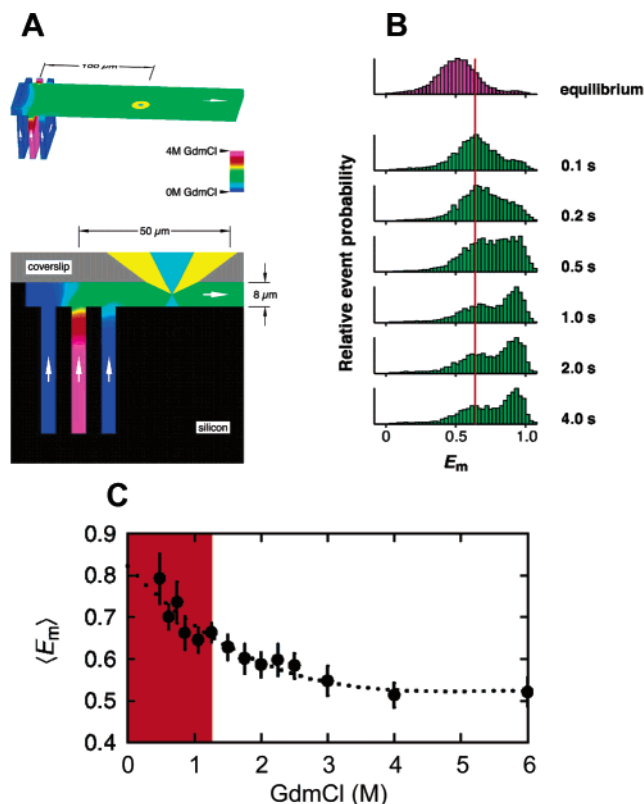 A
100 μm
4M GdmCl
0M GdmCl
50 μm
coverslip
8 μm
silicon
B
Relative event probability
equilibrium
0.1 s
0.2 s
0.5 s
1.0 s
2.0 s
4.0 s
0 0.5 1.0
Em
C
⟨Em⟩
0.9
0.8
0.7
0.6
0.5
0.4
0 1 2 3 4 5 6
GdmCl (M)